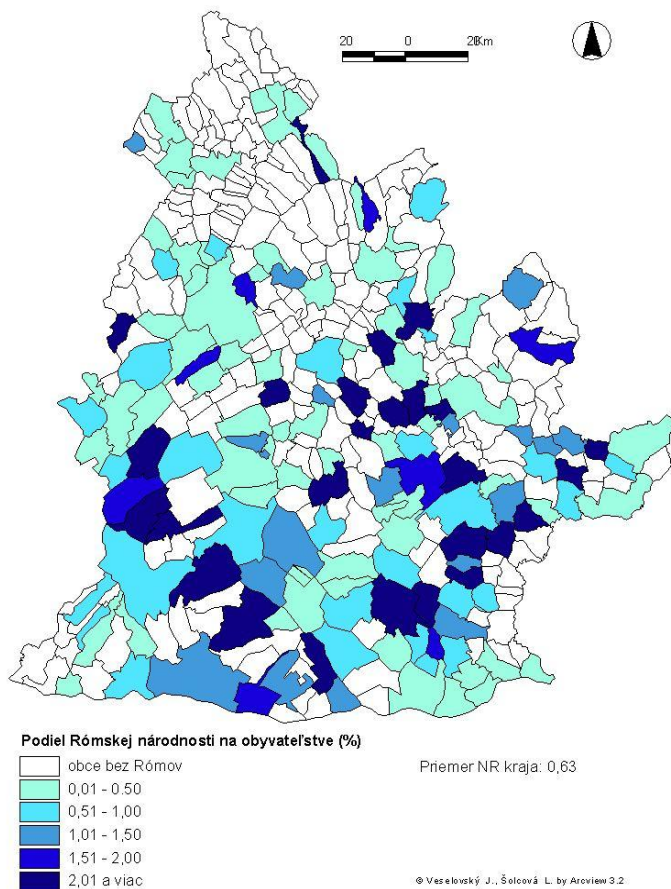 20 0 20 Km
Podiel Rómskej národnosti na obyvateľstve (%)
obce bez Rómov
0,01 - 0.50
0,51 - 1,00
1,01 - 1,50
1,51 - 2,00
2,01 a viac
Priemer NR kraja: 0,63
© Veselovský J., Šolcová L. by Arcview 3.2